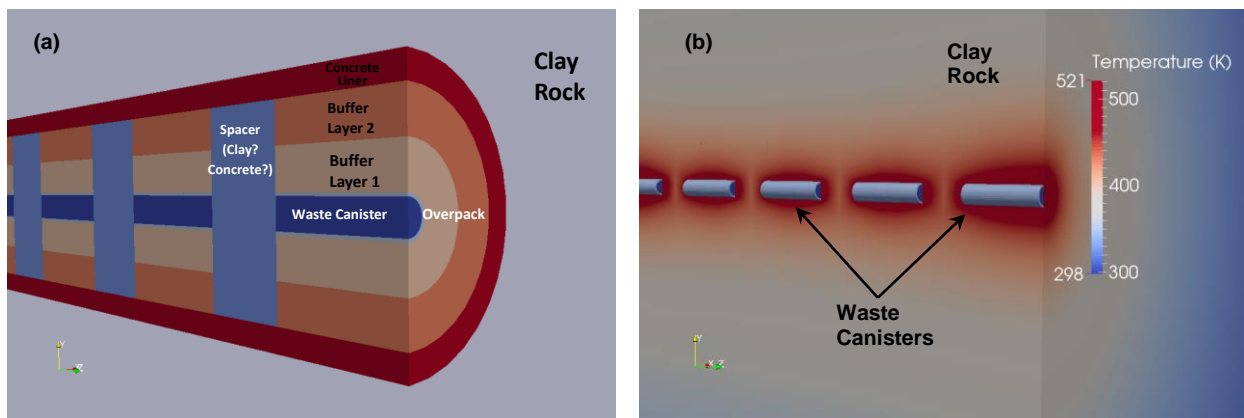 (a)
Clay
Rock
Concrete
Liner
Buffer
Layer 2
Spacer
(Clay?
Concrete?)
Buffer
Layer 1
Waste Canister
Overpack
Y
Z
(b)
Clay
Rock
Temperature (K)
521
500
400
298
300
Waste
Canisters
Y
X
Z